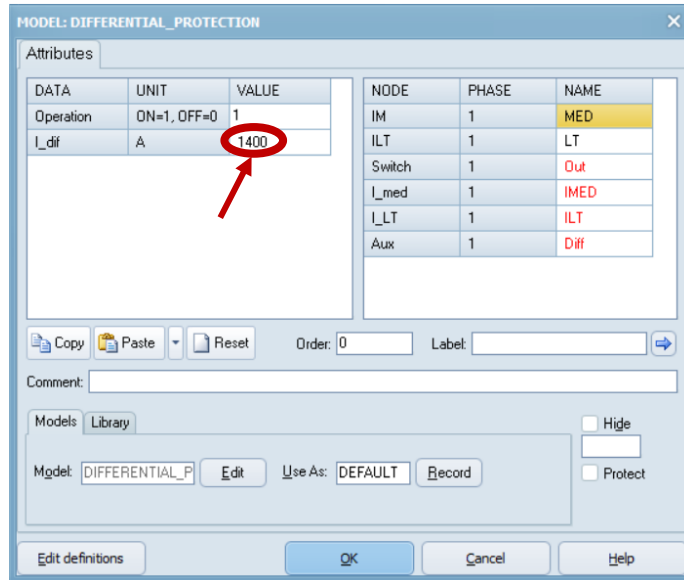 MODEL: DIFFERENTIAL_PROTECTION
Attributes
DATA UNIT VALUE
Operation ON=1, OFF=0 1
I_dif A 1400
NODE PHASE NAME
IM 1 MED
ILT 1 LT
Switch 1 Out
I_med 1 IMED
I_LT 1 ILT
Aux 1 Diff
Copy Paste Reset Order: 0 Label:
Comment:
Models Library
Hide
Model: DIFFERENTIAL_P Edit Use As: DEFAULT Record
Protect
Edit definitions OK Cancel Help